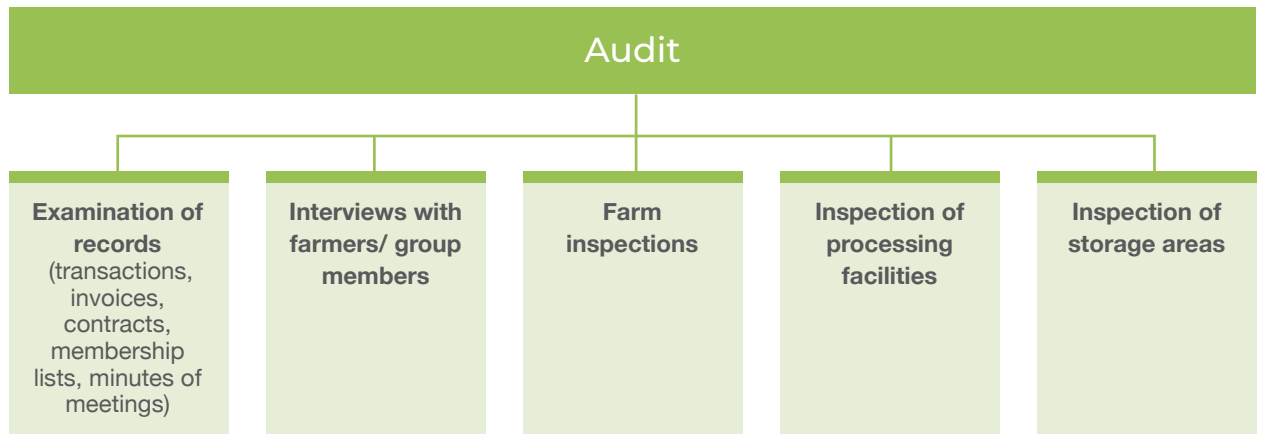 Audit
Examination of
records
(transactions,
invoices,
contracts,
membership
lists, minutes of
meetings)
Interviews with
farmers/ group
members
Farm
inspections
Inspection of
processing
facilities
Inspection of
storage areas